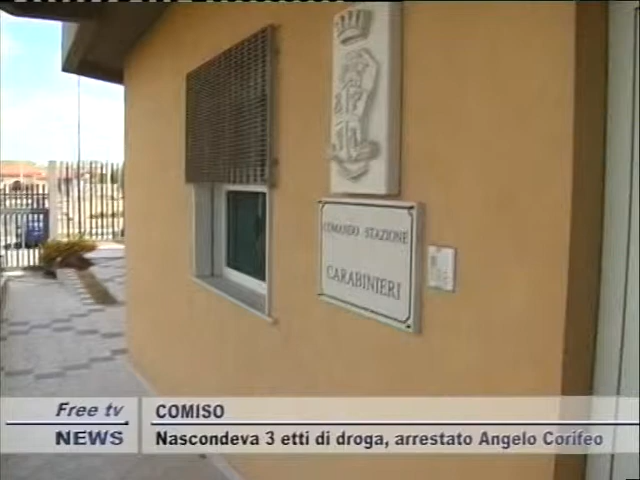 COMANDO STAZIONE
CARABINIERI
Free tv
NEWS
COMISO
Nascondeva 3 etti di droga, arrestato Angelo Corifeo